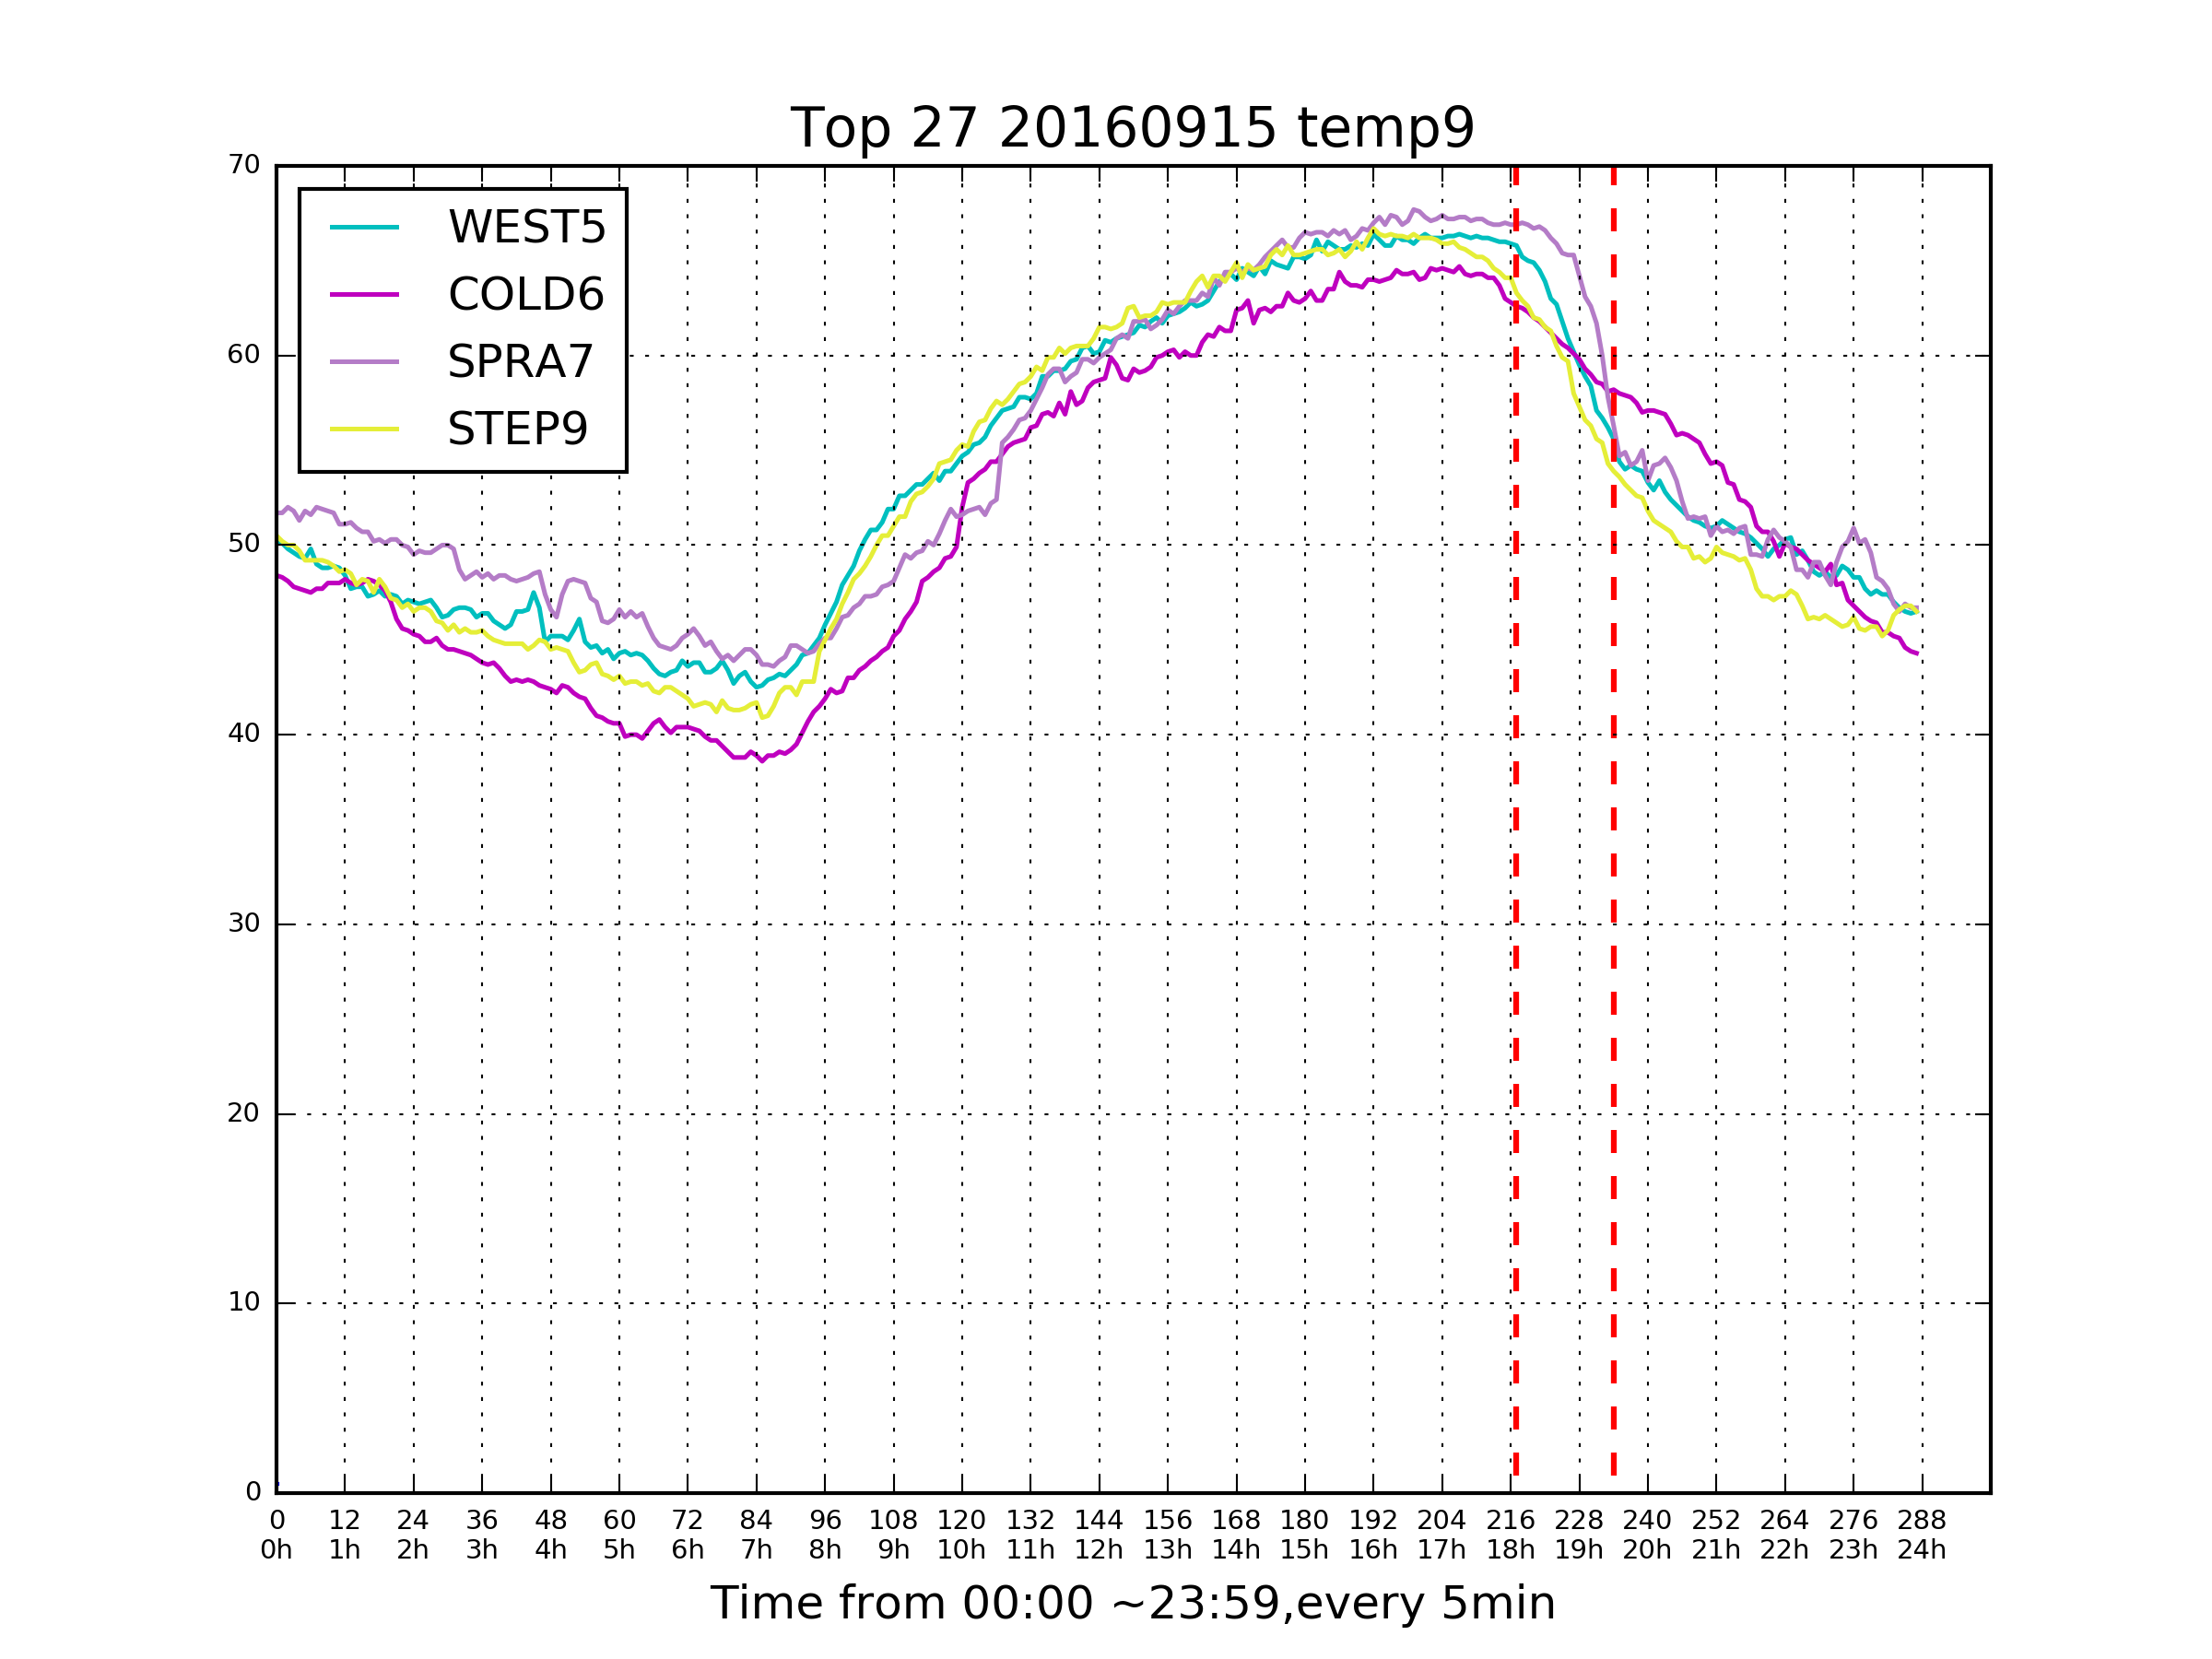 Top 27 20160915 temp9
70
60
50
40
30
20
10
0
WEST5
COLD6
SPRA7
STEP9
0 12 24 36 48 60 72 84 96 108 120 132 144 156 168 180 192 204 216 228 240 252 264 276 288
0h 1h 2h 3h 4h 5h 6h 7h 8h 9h 10h 11h 12h 13h 14h 15h 16h 17h 18h 19h 20h 21h 22h 23h 24h
Time from 00:00 ~23:59,every 5min